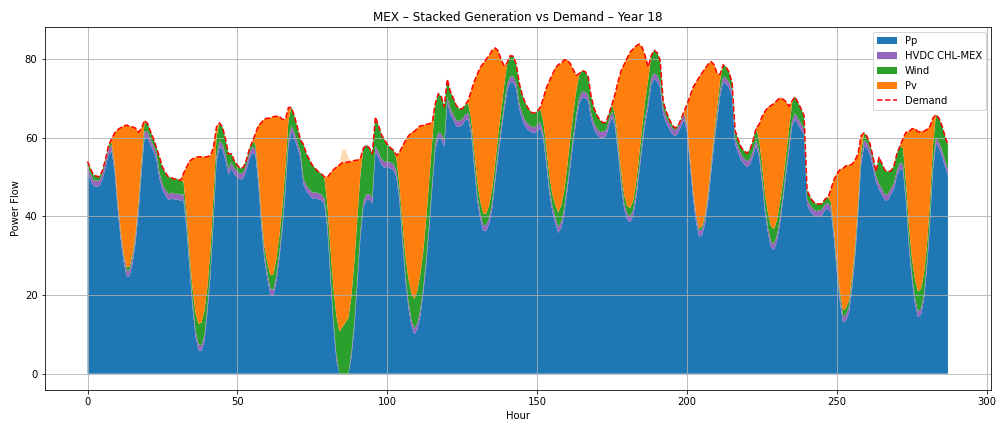 MEX – Stacked Generation vs Demand – Year 18
Power Flow
80
60
40
20
0
0 50 100 150 200 250 300
Hour
Pp
HVDC CHL-MEX
Wind
Pv
Demand